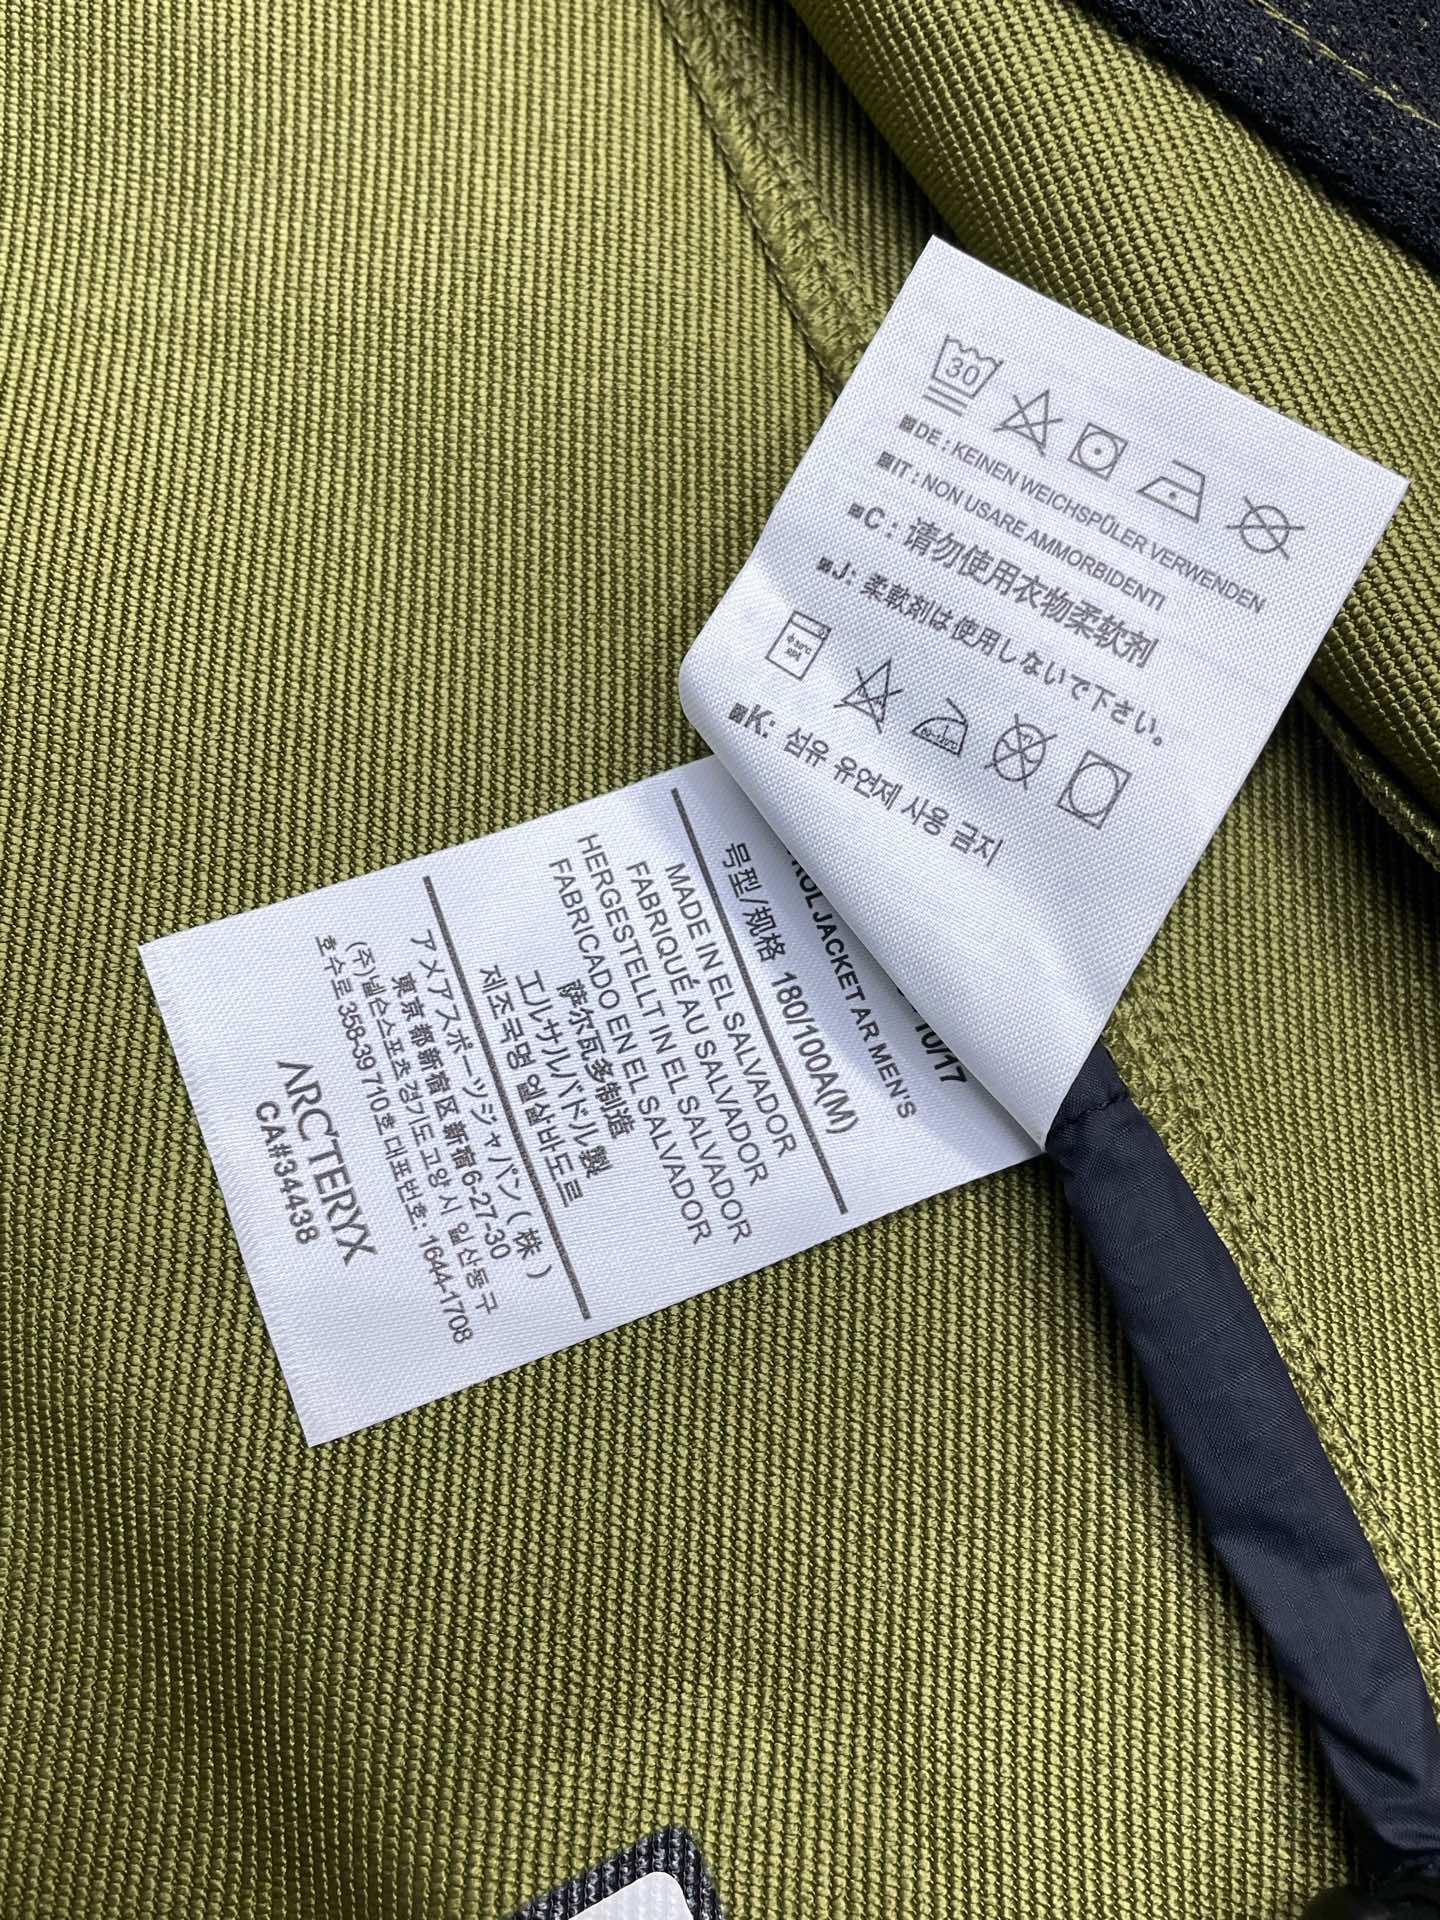 30
DE : KEINEN WEICHSPÜLER VERWENDEN
IT : NON USARE AMMORBIDENTI
C : 请勿使用衣物柔软剂
J : 柔軟剤は使用しないで下さい。
K: 섬유 유연제 사용 금지
10/17
JACKET AR MEN'S
号型/规格 180/100A(M)
MADE IN EL SALVADOR
FABRIQUÉ AU SALVADOR
HERGESTELLT IN EL SALVADOR
FABRICADO EN EL SALVADOR
萨尔瓦多制造
エルサルバドル製
제조국명 엘살바도르
アメアスポーツジャパン(株)
東京都新宿区新宿6-27-30
(주)넬슨스포츠경기도고양시 일산동구
호수로 358-39 710호 대표번호: 1644-1708
ARC'TERYX
CA#34438